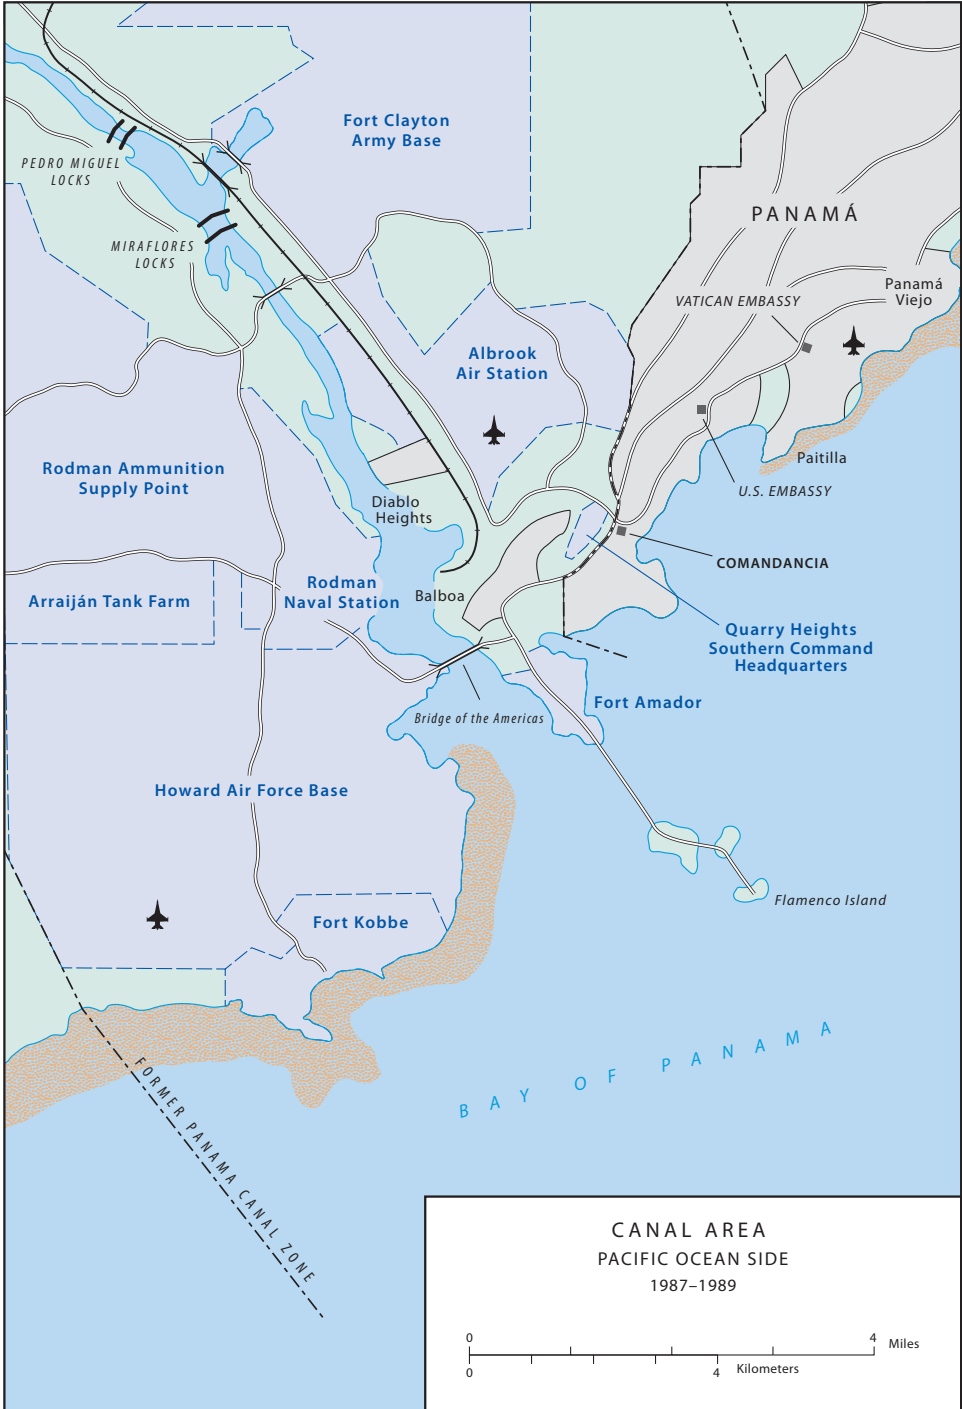 Fort Clayton
Army Base
PEDRO MIGUEL
LOCKS
PANAMÁ
MIRAFLORES
LOCKS
Panamá
Viejo
VATICAN EMBASSY
Albrook
Air Station
Rodman Ammunition
Supply Point
Paitilla
U.S. EMBASSY
Diablo
Heights
COMANDANCIA
Rodman
Naval Station
Balboa
Arraiján Tank Farm
Quarry Heights
Southern Command
Headquarters
Fort Amador
Bridge of the Americas
Howard Air Force Base
Flamenco Island
Fort Kobbe
BAY OF PANAMA
FORMER PANAMA CANAL ZONE
CANAL AREA
PACIFIC OCEAN SIDE
1987–1989
0 4 Miles
0 4 Kilometers